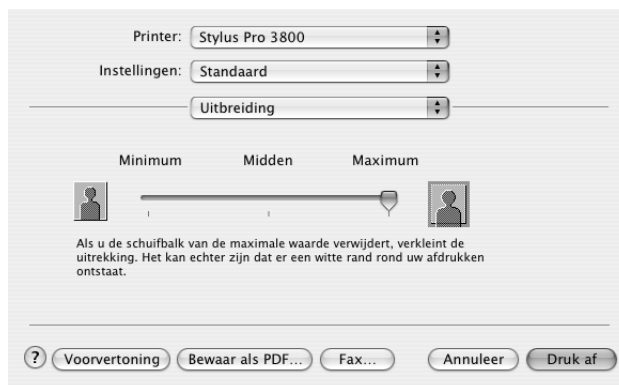 Printer: Stylus Pro 3800
Instellingen: Standaard
Uitbreiding
Minimum Midden Maximum
Als u de schuifbalk van de maximale waarde verwijdert, verkleint de
uitrekking. Het kan echter zijn dat er een witte rand rond uw afdrukken
ontstaat.
? Voorvertoning Bewaar als PDF... Fax... Annuleer Druk af